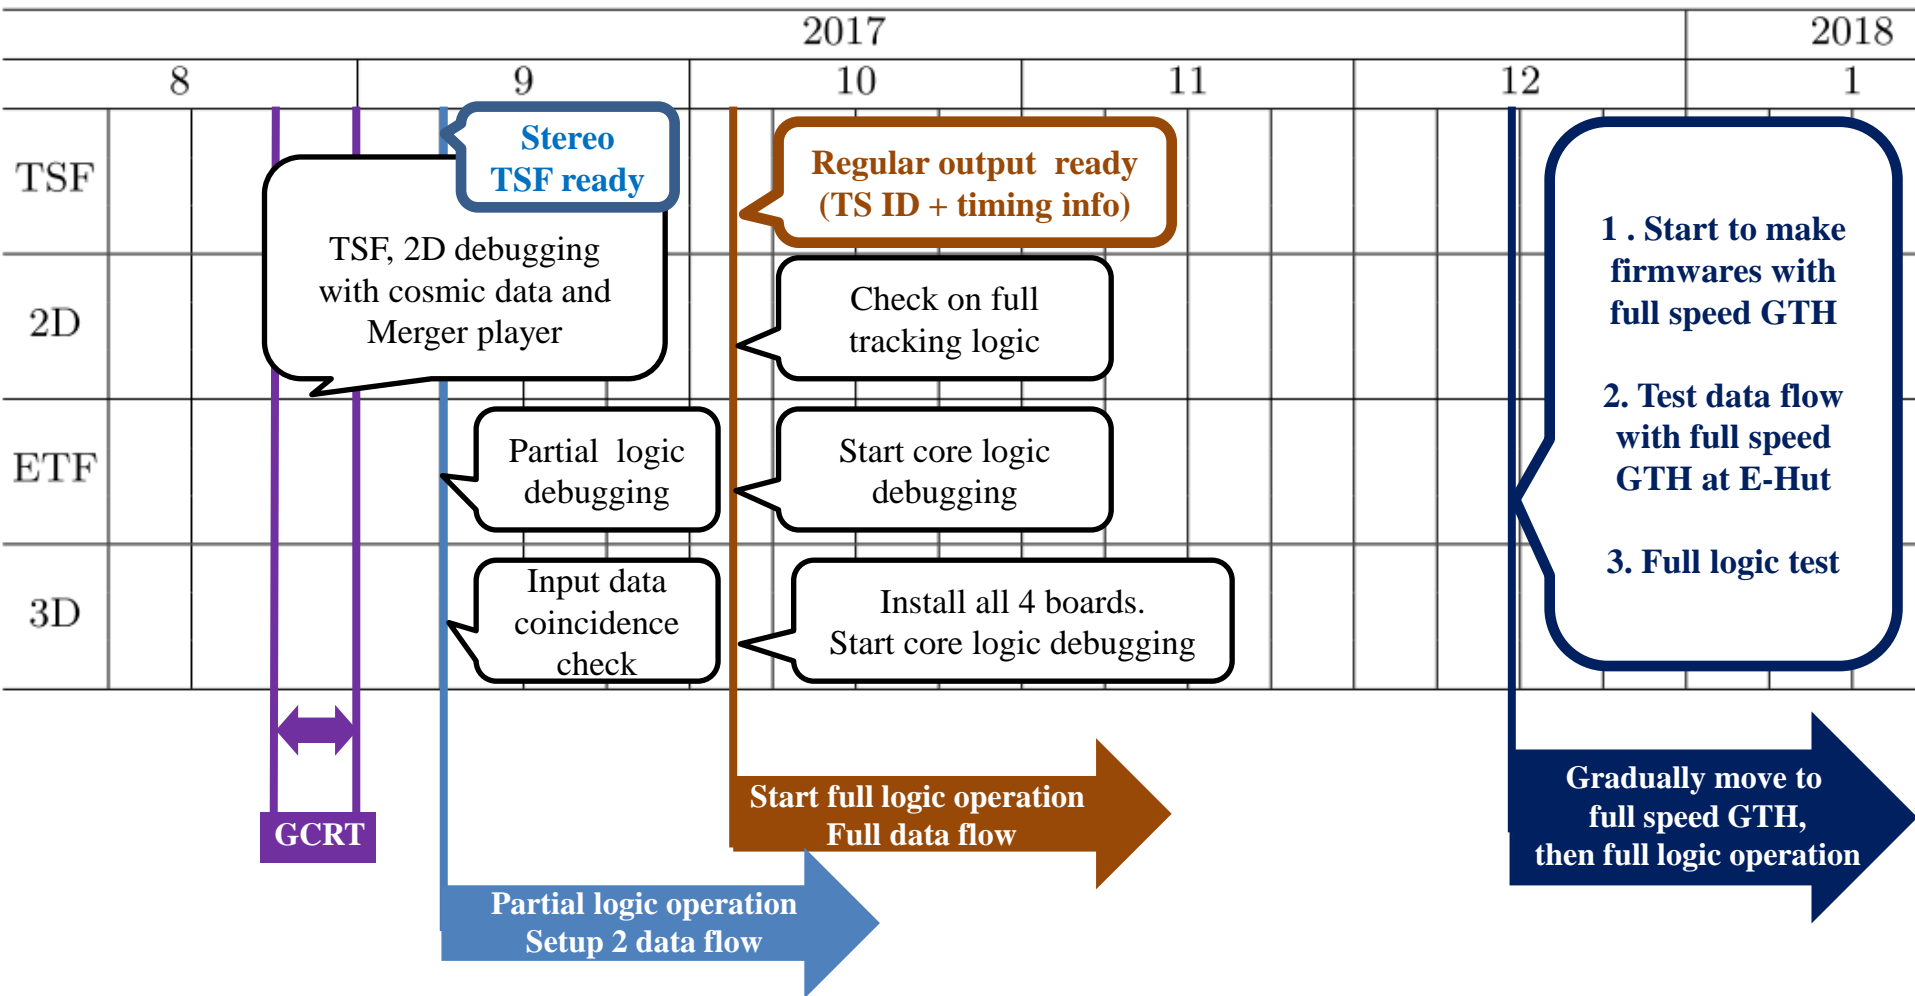 2017
2018
8
9
10
11
12
1
TSF
Stereo
TSF ready
Regular output ready
(TS ID + timing info)
TSF, 2D debugging
with cosmic data and
Merger player
2D
Check on full
tracking logic
ETF
Partial logic
debugging
Start core logic
debugging
3D
Input data
coincidence
check
Install all 4 boards.
Start core logic debugging
1 . Start to make
firmwares with
full speed GTH
2. Test data flow
with full speed
GTH at E-Hut
3. Full logic test
GCRT
Start full logic operation
Full data flow
Gradually move to
full speed GTH,
then full logic operation
Partial logic operation
Setup 2 data flow